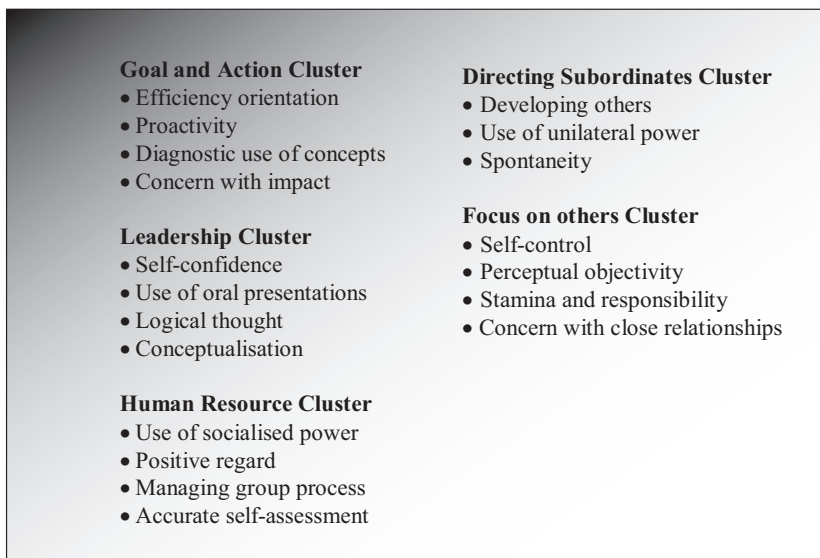 Goal and Action Cluster
• Efficiency orientation
• Proactivity
• Diagnostic use of concepts
• Concern with impact
Leadership Cluster
• Self-confidence
• Use of oral presentations
• Logical thought
• Conceptualisation
Human Resource Cluster
• Use of socialised power
• Positive regard
• Managing group process
• Accurate self-assessment
Directing Subordinates Cluster
• Developing others
• Use of unilateral power
• Spontaneity
Focus on others Cluster
• Self-control
• Perceptual objectivity
• Stamina and responsibility
• Concern with close relationships